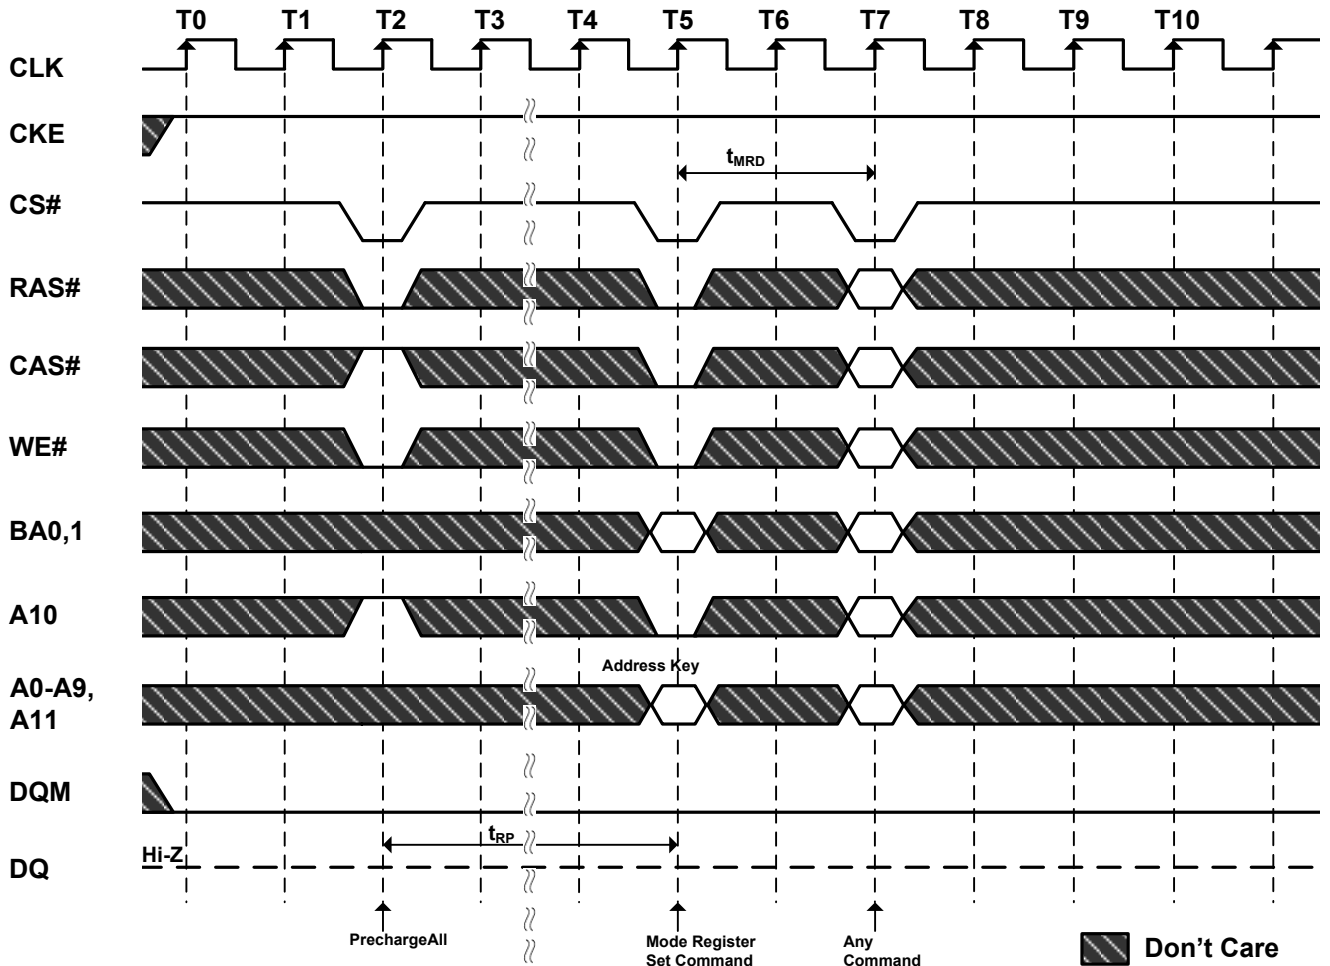 T0 T1 T2 T3 T4 T5 T6 T7 T8 T9 T10
CLK
CKE
tMRD
CS#
RAS#
CAS#
WE#
BA0,1
A10
Address Key
A0-A9,
A11
DQM
tRP
Hi-Z
DQ
PrechargeAll
Mode Register
Set Command
Any
Command
Don't Care